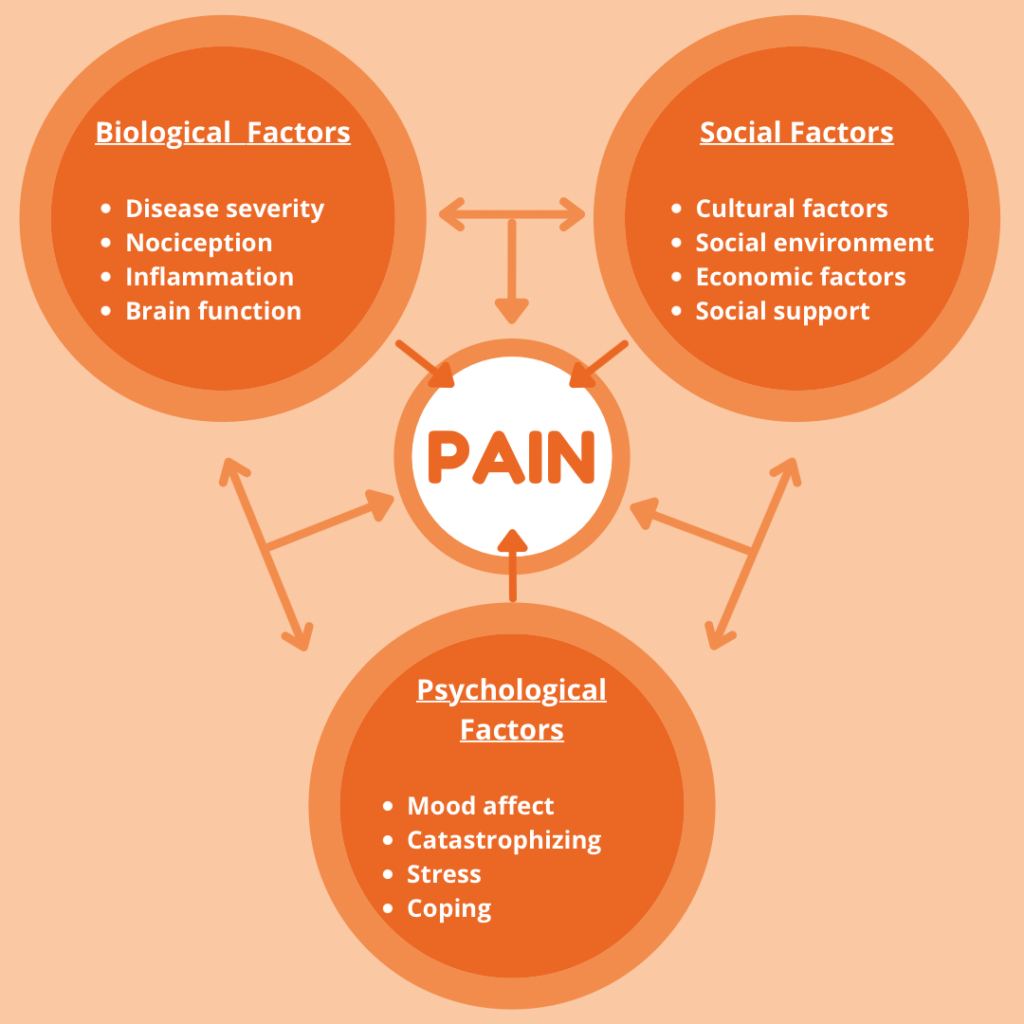 Biological  Factors
• Disease severity
• Nociception
• Inflammation
• Brain function
Social Factors
• Cultural factors
• Social environment
• Economic factors
• Social support
PAIN
Psychological
Factors
• Mood affect
• Catastrophizing
• Stress
• Coping